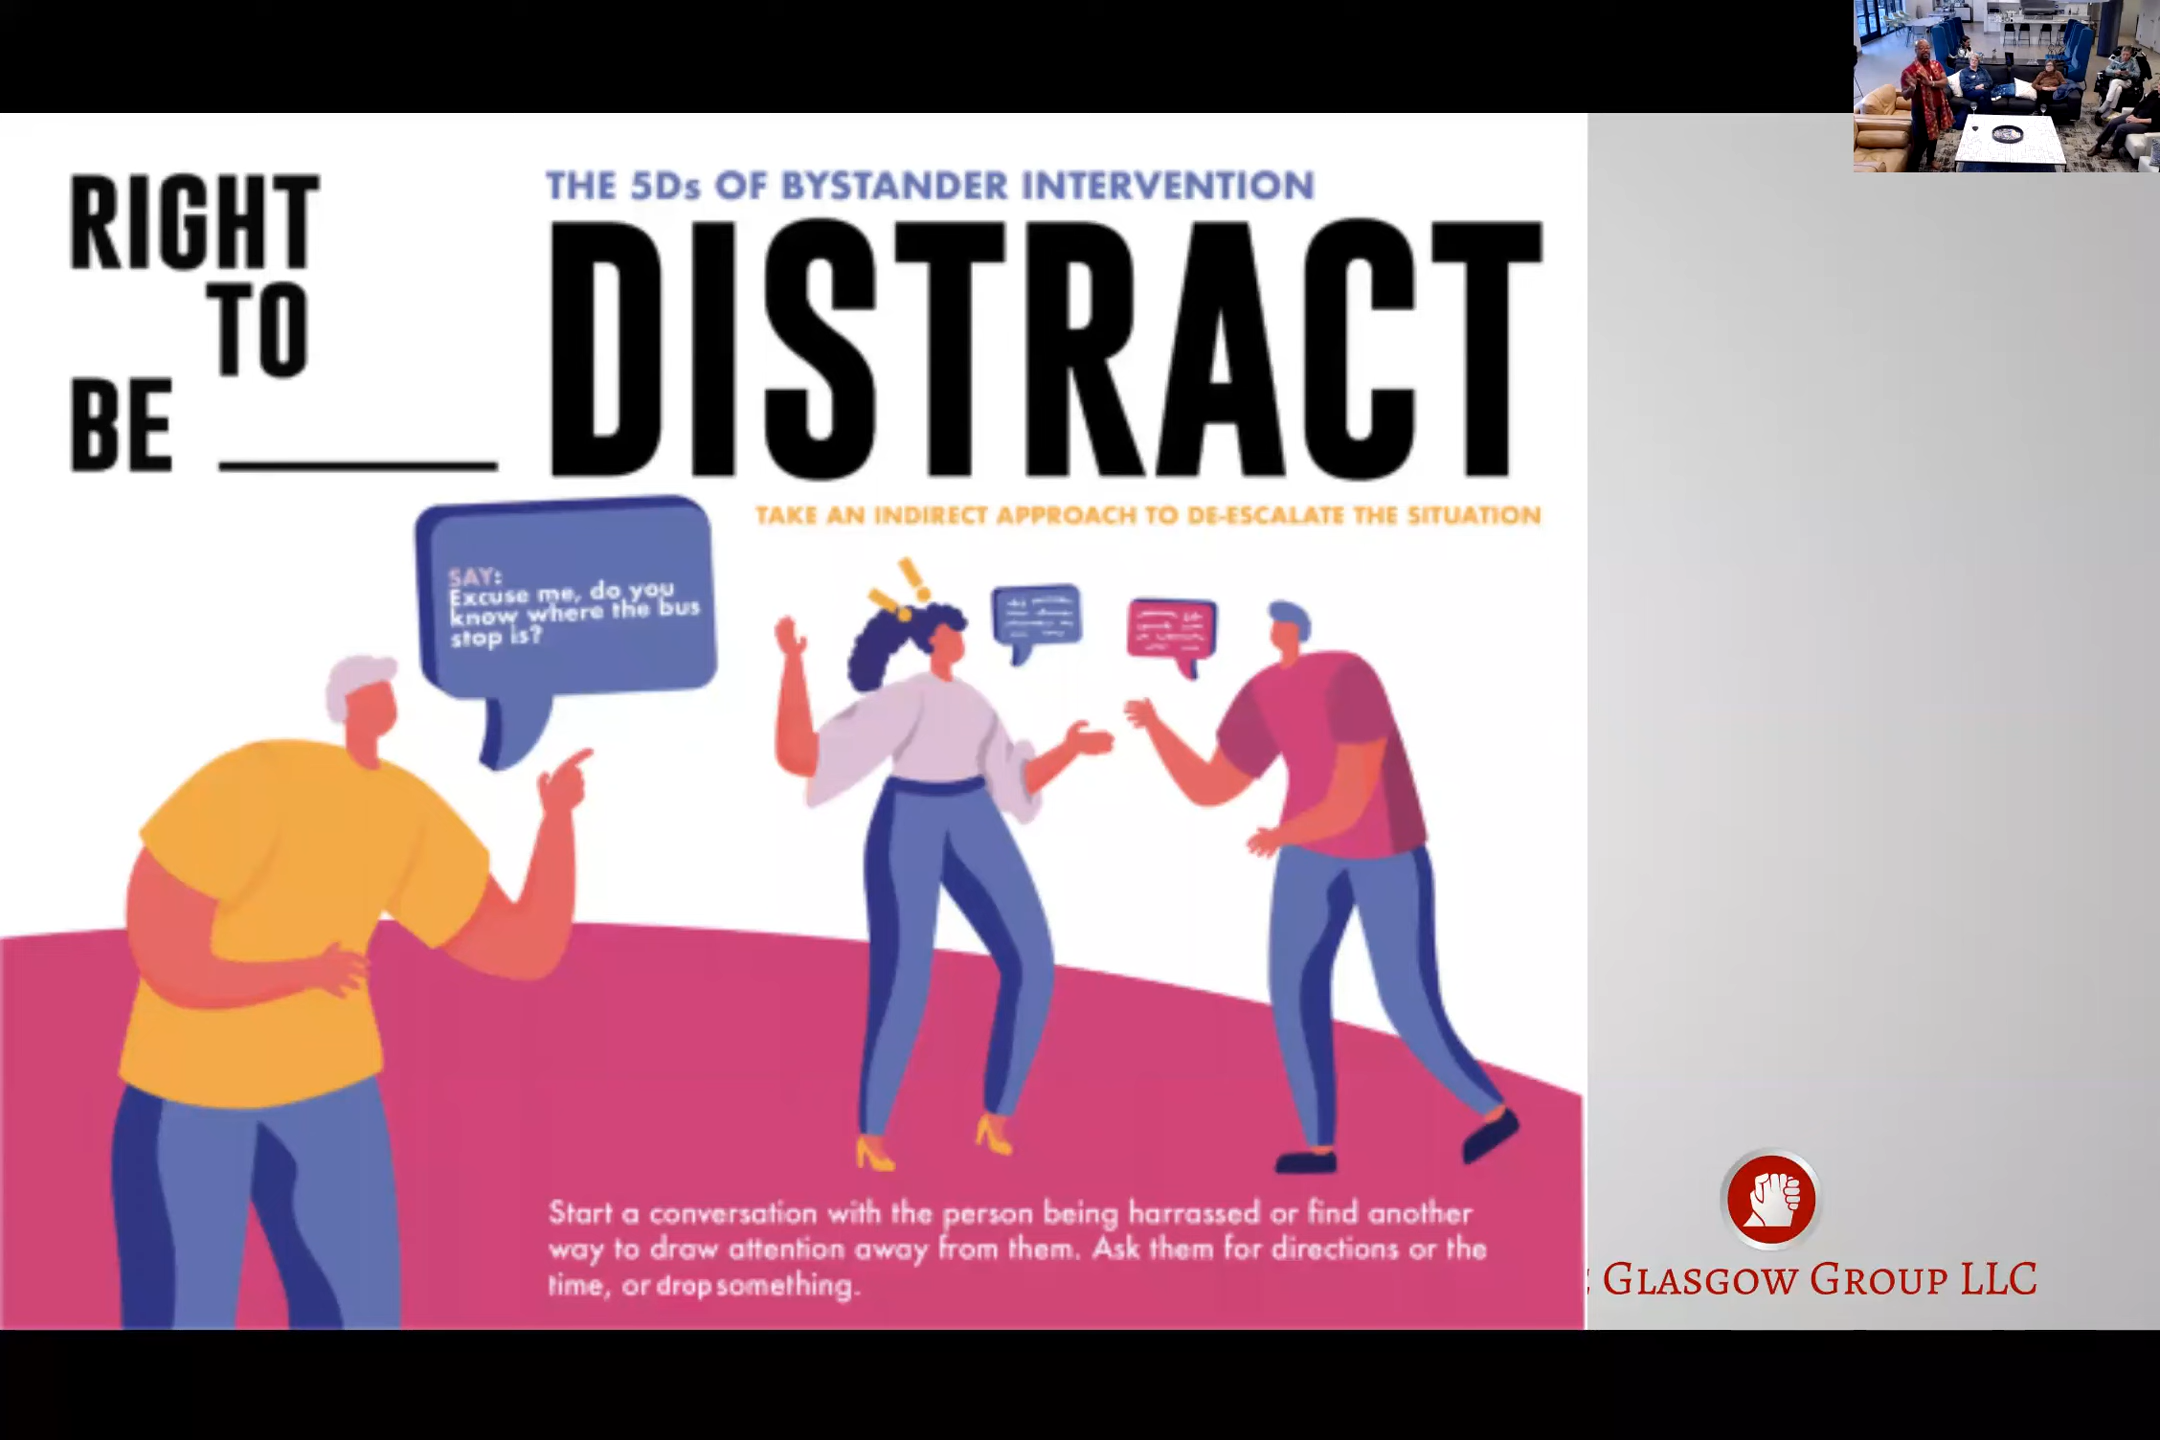 RIGHT
TO
BE
THE 5Ds OF BYSTANDER INTERVENTION
DISTRACT
TAKE AN INDIRECT APPROACH TO DE-ESCALATE THE SITUATION
SAY:
Excuse me, do you
know where the bus
stop is?
Start a conversation with the person being harrassed or find another
way to draw attention away from them. Ask them for directions or the
time, or drop something.
GLASGOW GROUP LLC